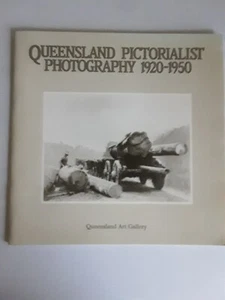 QUEENSLAND PICTORIALIST
PHOTOGRAPHY 1920-1950
Queensland Art Gallery